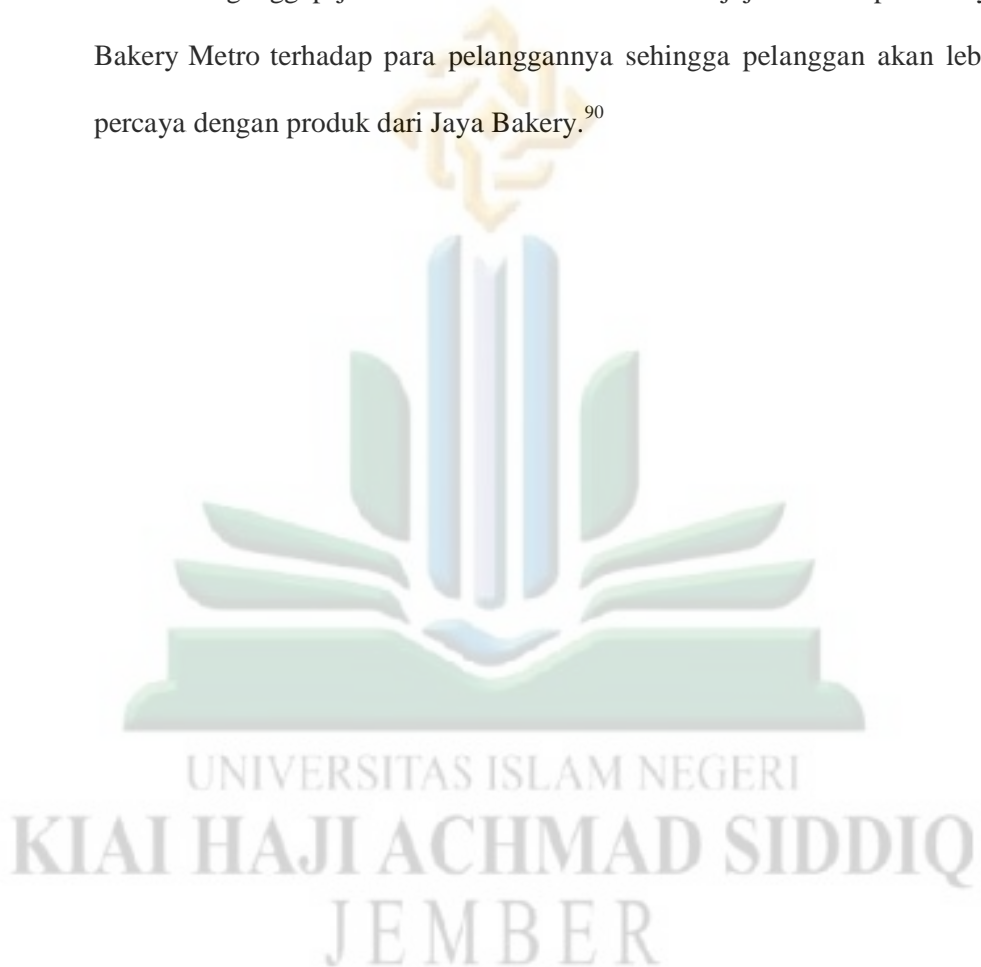 Bakery Metro terhadap para pelanggannya sehingga pelanggan akan leb
percaya dengan produk dari Jaya Bakery.90
UNIVERSITAS ISLAM NEGERI
KIAI HAJI ACHMAD SIDDIQ
JEMBER